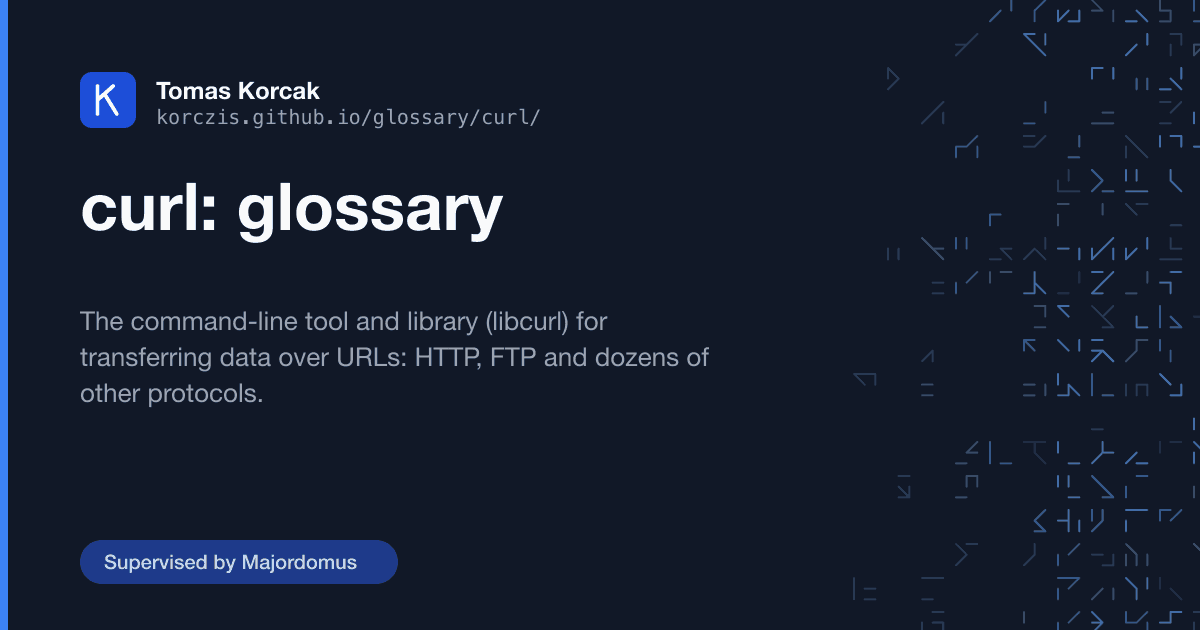 K
Tomas Korcak
korczis.github.io/glossary/curl/
curl: glossary
The command-line tool and library (libcurl) for
transferring data over URLs: HTTP, FTP and dozens of
other protocols.
Supervised by Majordomus